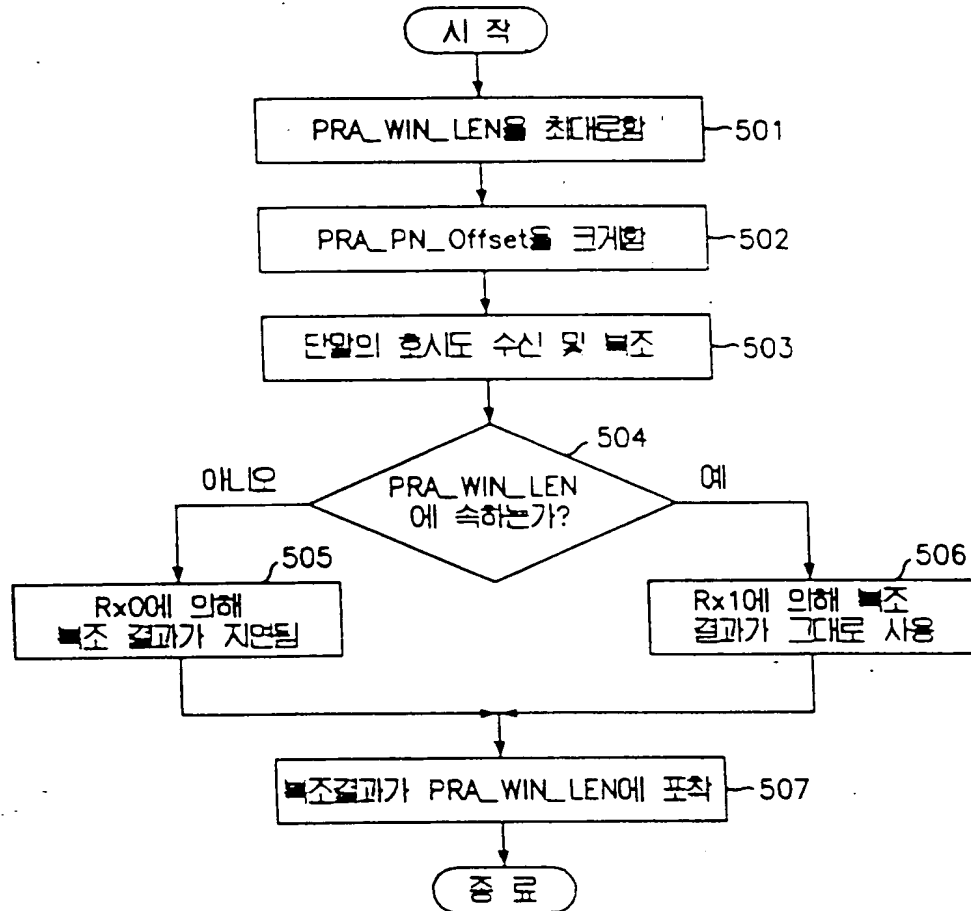 시 작
PRA_WIN_LEN을 최대로함
501
PRA_PN_Offset을 크게함
502
단말의 호시도 수신 및 복조
503
504
아니오
예
PRA_WIN_LEN
에 속하는가?
505
506
Rx0에 의해
복조 결과가 지연됨
Rx1에 의해 복조
결과가 그대로 사용
복조결과가 PRA_WIN_LEN에 포착
507
종 료